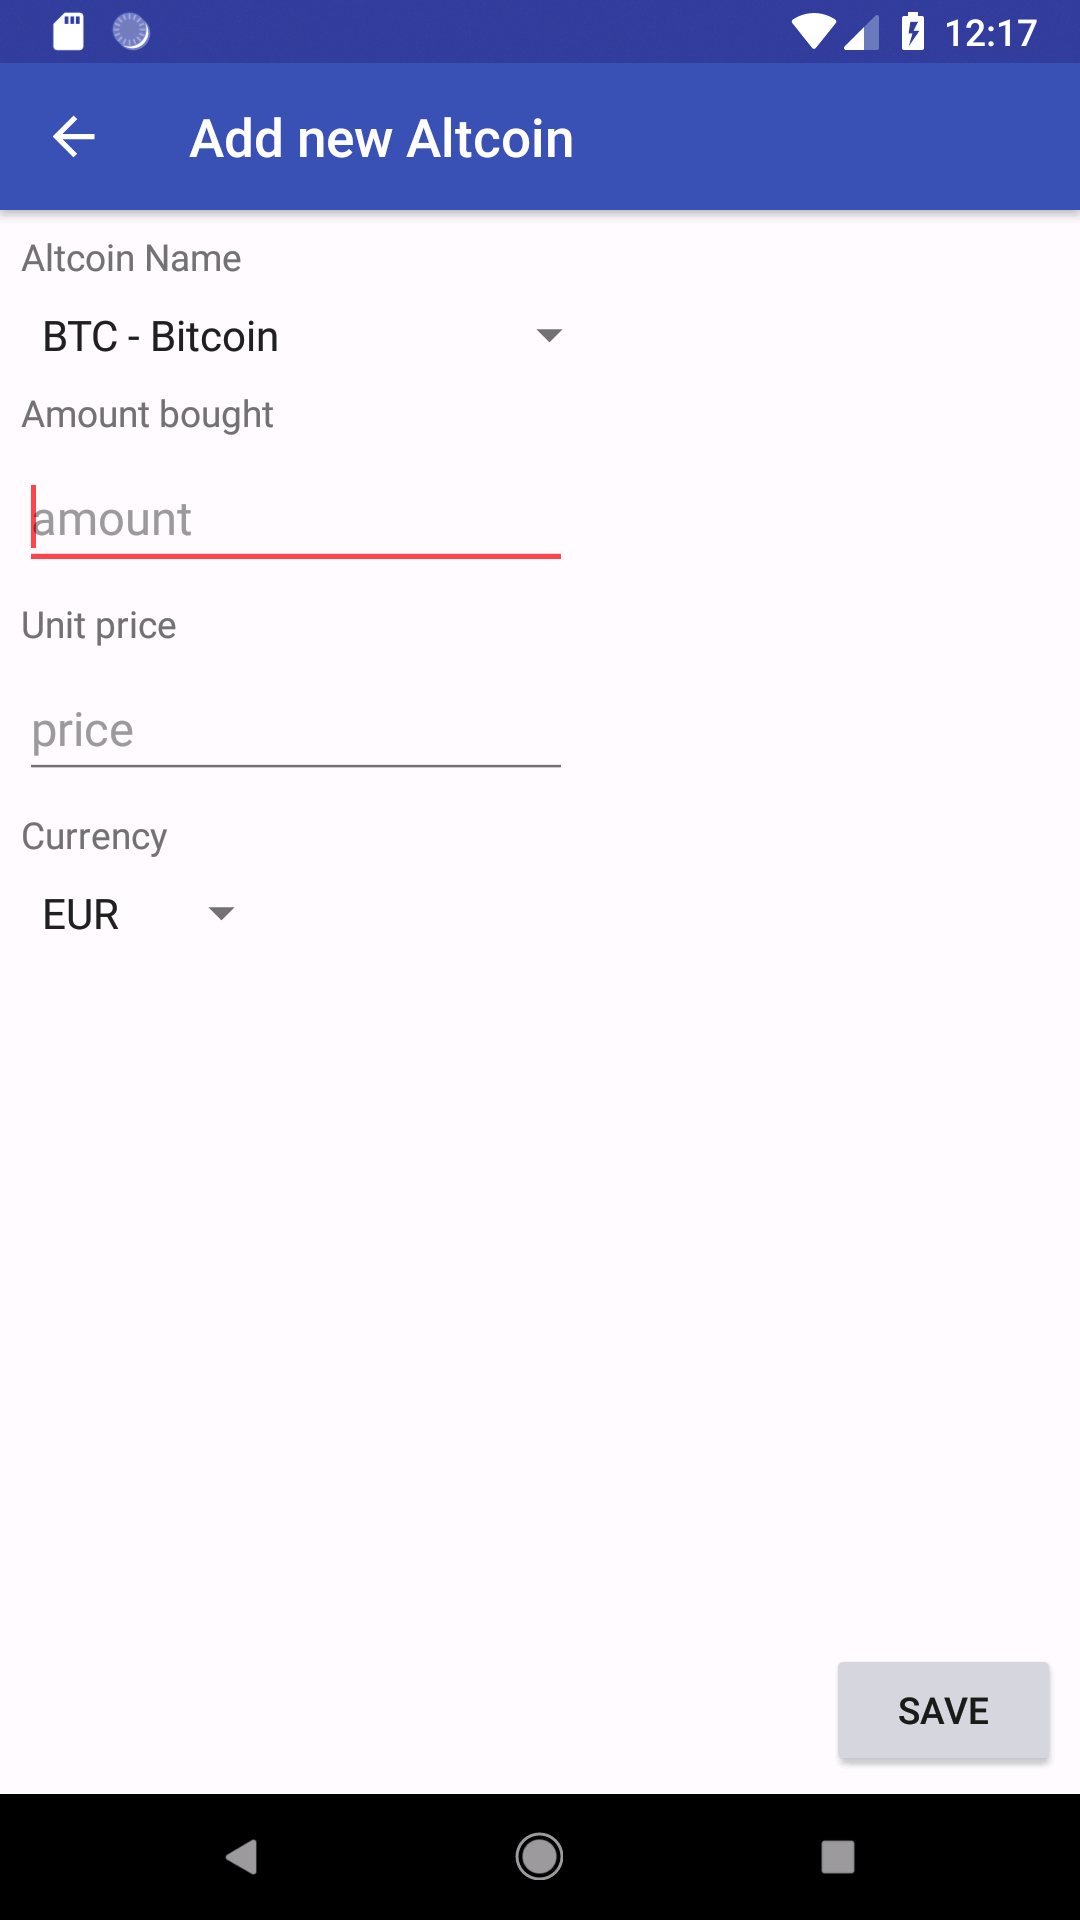 12:17
Add new Altcoin
Altcoin Name
BTC - Bitcoin
Amount bought
amount
Unit price
price
Currency
EUR
SAVE